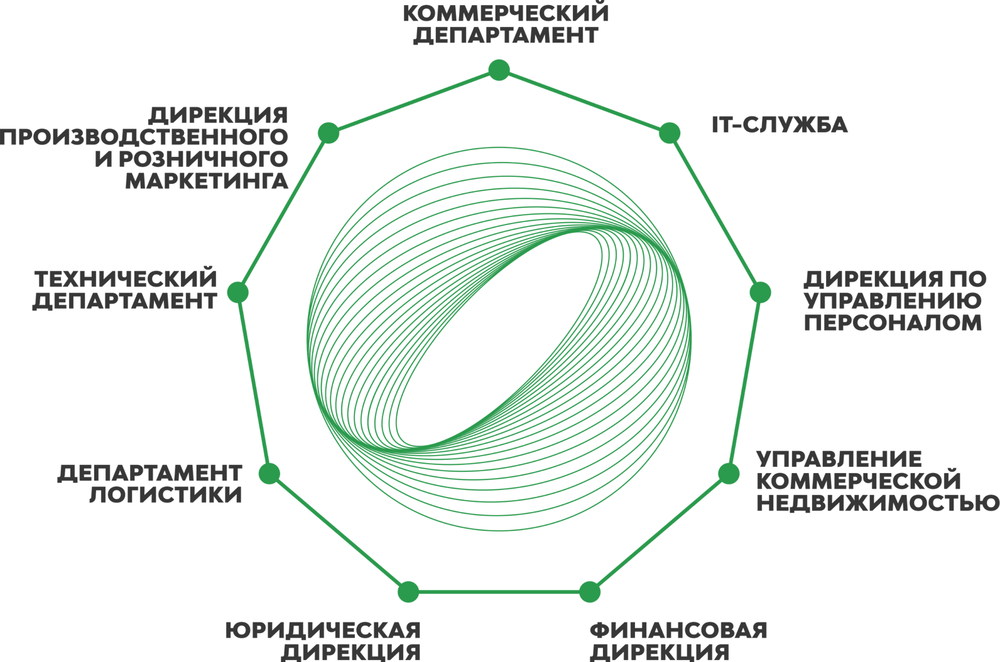 КОММЕРЧЕСКИЙ
ДЕПАРТАМЕНТ
IT-СЛУЖБА
ДИРЕКЦИЯ ПО
УПРАВЛЕНИЮ
ПЕРСОНАЛОМ
УПРАВЛЕНИЕ
КОММЕРЧЕСКОЙ
НЕДВИЖИМОСТЬЮ
ФИНАНСОВАЯ
ДИРЕКЦИЯ
ЮРИДИЧЕСКАЯ
ДИРЕКЦИЯ
ДЕПАРТАМЕНТ
ЛОГИСТИКИ
ТЕХНИЧЕСКИЙ
ДЕПАРТАМЕНТ
ДИРЕКЦИЯ
ПРОИЗВОДСТВЕННОГО
И РОЗНИЧНОГО
МАРКЕТИНГА